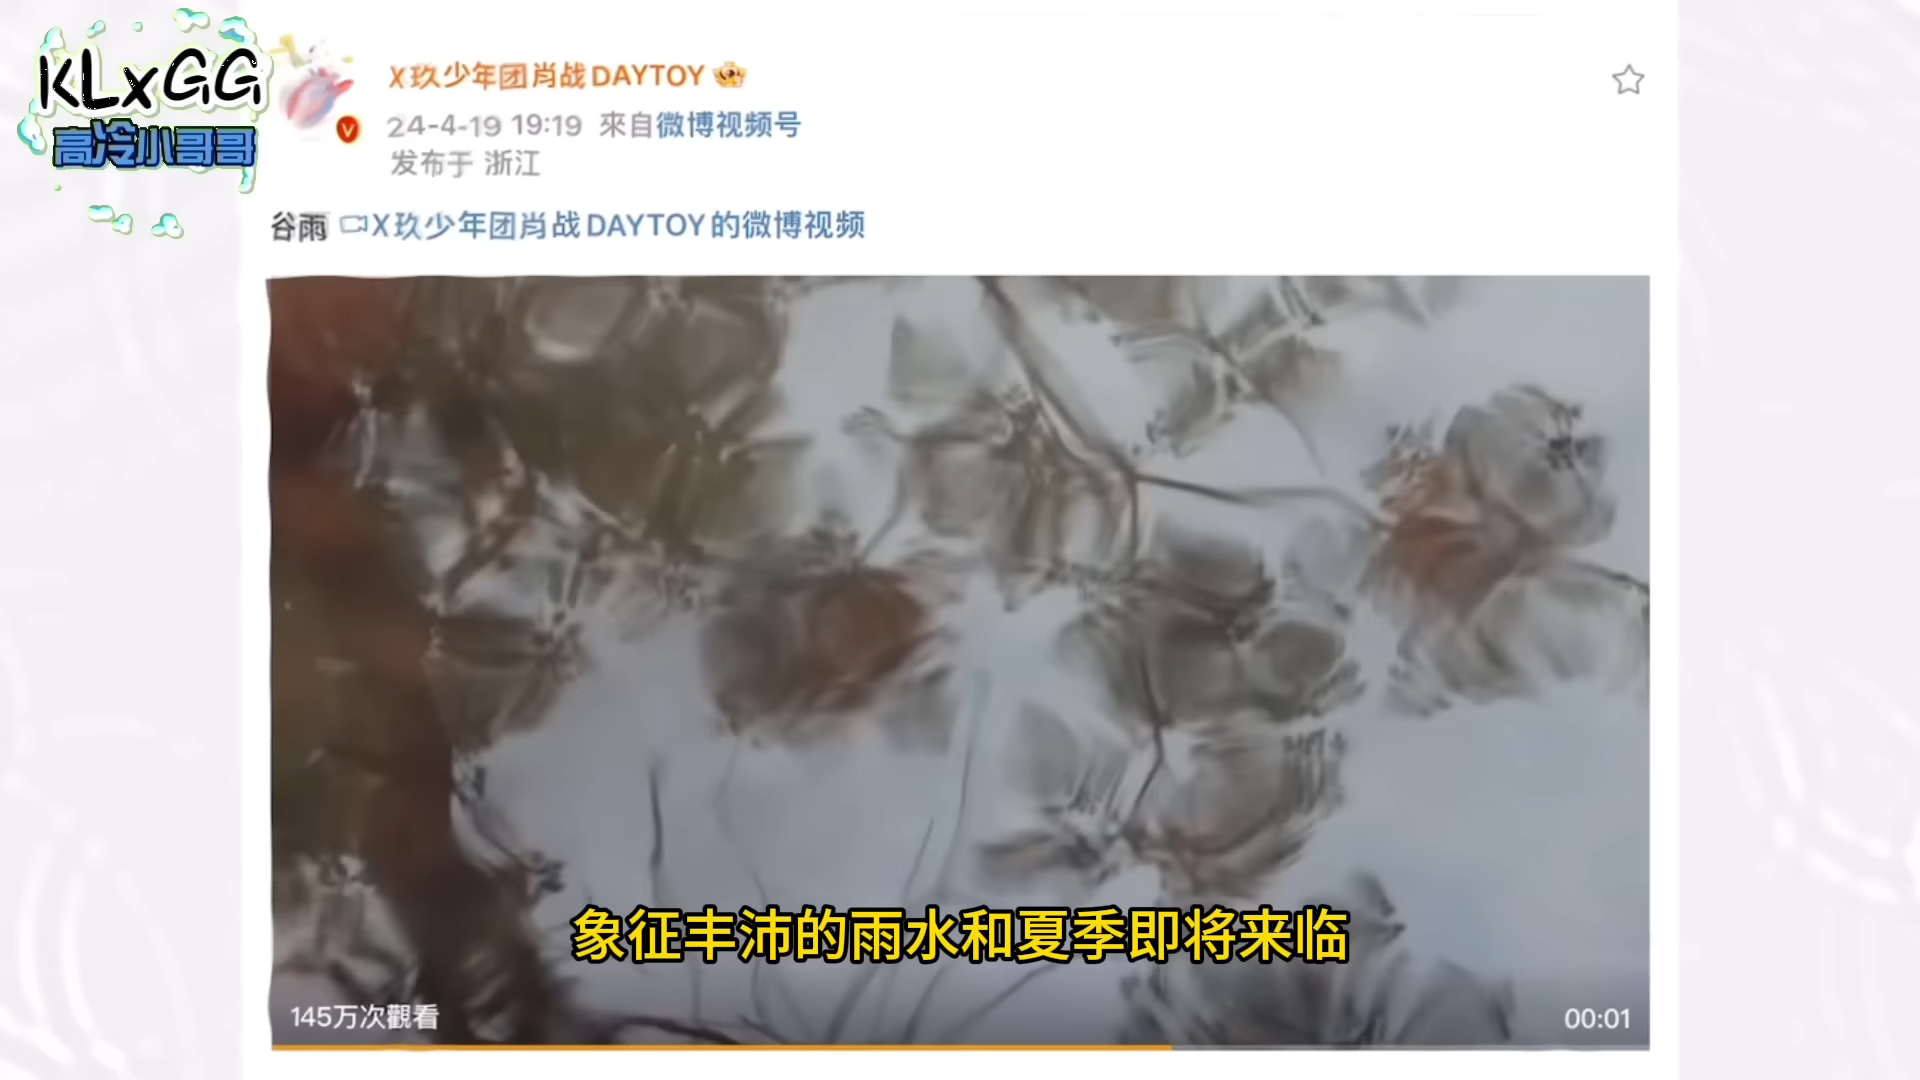 KLxGG
高冷小哥哥
X玖少年团肖战DAYTOY
24-4-19 19:19 來自微博视频号
发布于 浙江
谷雨 X玖少年团肖战DAYTOY的微博视频
象征丰沛的雨水和夏季即将来临
145万次觀看
00:01